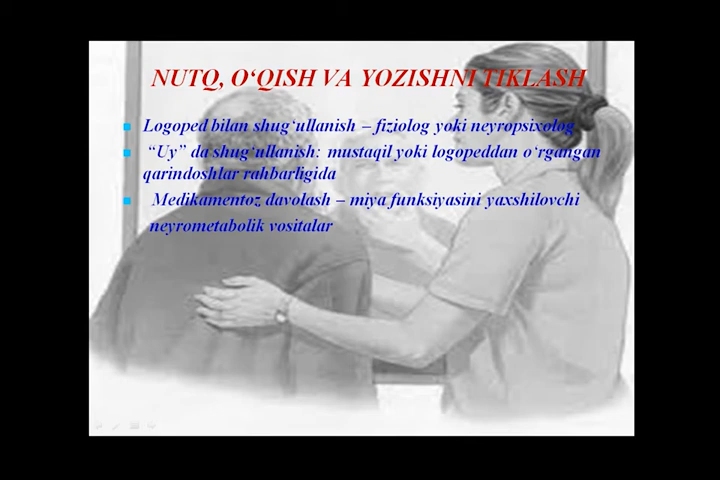 NUTQ, O‘QISH VA YOZISHNI TIKLASH
Logoped bilan shug‘ullanish – fiziolog yoki neyropsixolog
“Uy” da shug‘ullanish: mustaqil yoki logopeddan o‘rgangan
qarindoshlar rahbarligida
Medikamentoz davolash – miya funksiyasini yaxshilovchi
neyrometabolik vositalar